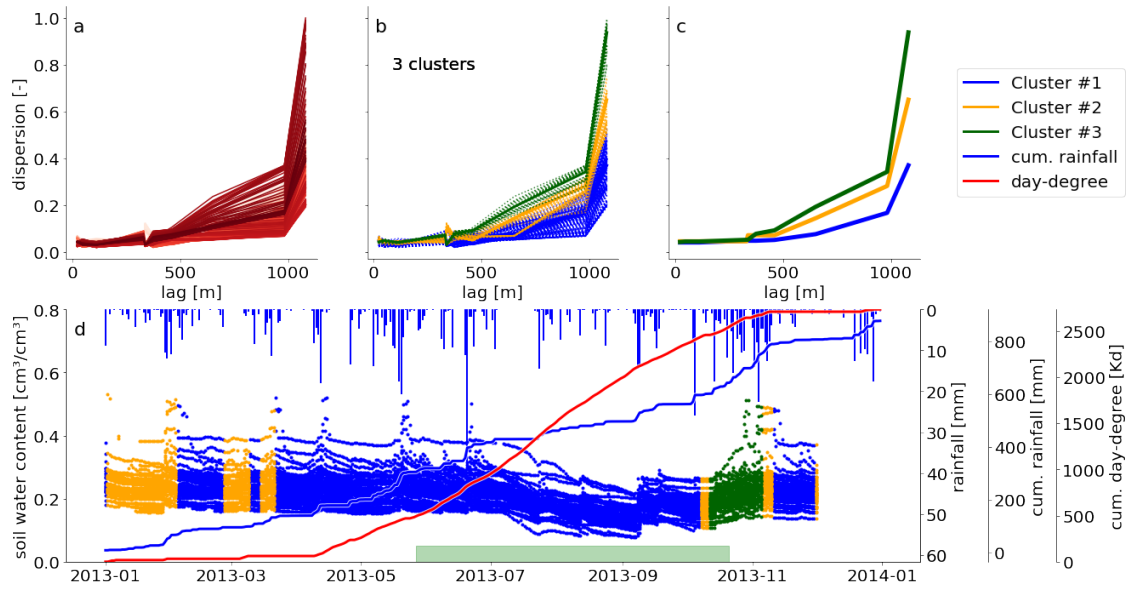 a
b
c
1.0
0.8
0.6
0.4
0.2
0.0
dispersion [-]
3 clusters
0
500
1000
lag [m]
0
500
1000
lag [m]
0
500
1000
lag [m]
Cluster #1
Cluster #2
Cluster #3
cum. rainfall
day-degree
d
0.8
0.6
0.4
0.2
0.0
soil water content [cm³/cm³]
0
10
20
30
40
50
60
rainfall [mm]
800
600
400
200
0
cum. rainfall [mm]
2500
2000
1500
1000
500
0
cum. day-degree [Kd]
2013-01
2013-03
2013-05
2013-07
2013-09
2013-11
2014-01